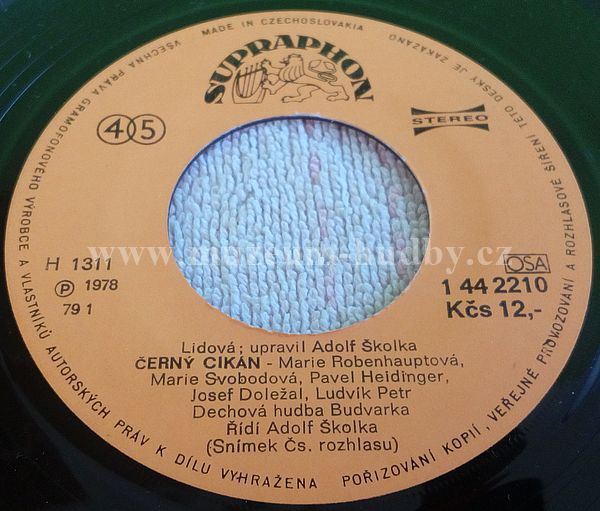 VŠECHNA PRÁVA GRAMOFONOVÉHO VÝROBCE A VLASTNÍKŮ AUTORSKÝCH PRÁV K DÍLU VYHRAŽENA
POŘIZOVÁNÍ KOPIÍ, VEŘEJNÉ PROVOZOVÁNÍ A ROZHLASOVÉ ŠÍŘENÍ TÉTO DESKY JE ZAKÁZÁNO
MADE IN CZECHOSLOVAKIA
SUPRAPHON
45
STEREO
www.museum-hudby.cz
H 1311
OSA
P 1978
1 44 2210
79 1
Kčs 12,-
Lidová; upravil Adolf Školka
ČERNÝ CIKÁN - Marie Robenhauptová,
Marie Svobodová, Pavel Heidinger,
Josef Doležal, Ludvík Petr
Dechová hudba Budvarka
Řídí Adolf Školka
(Snímek Čs. rozhlasu)